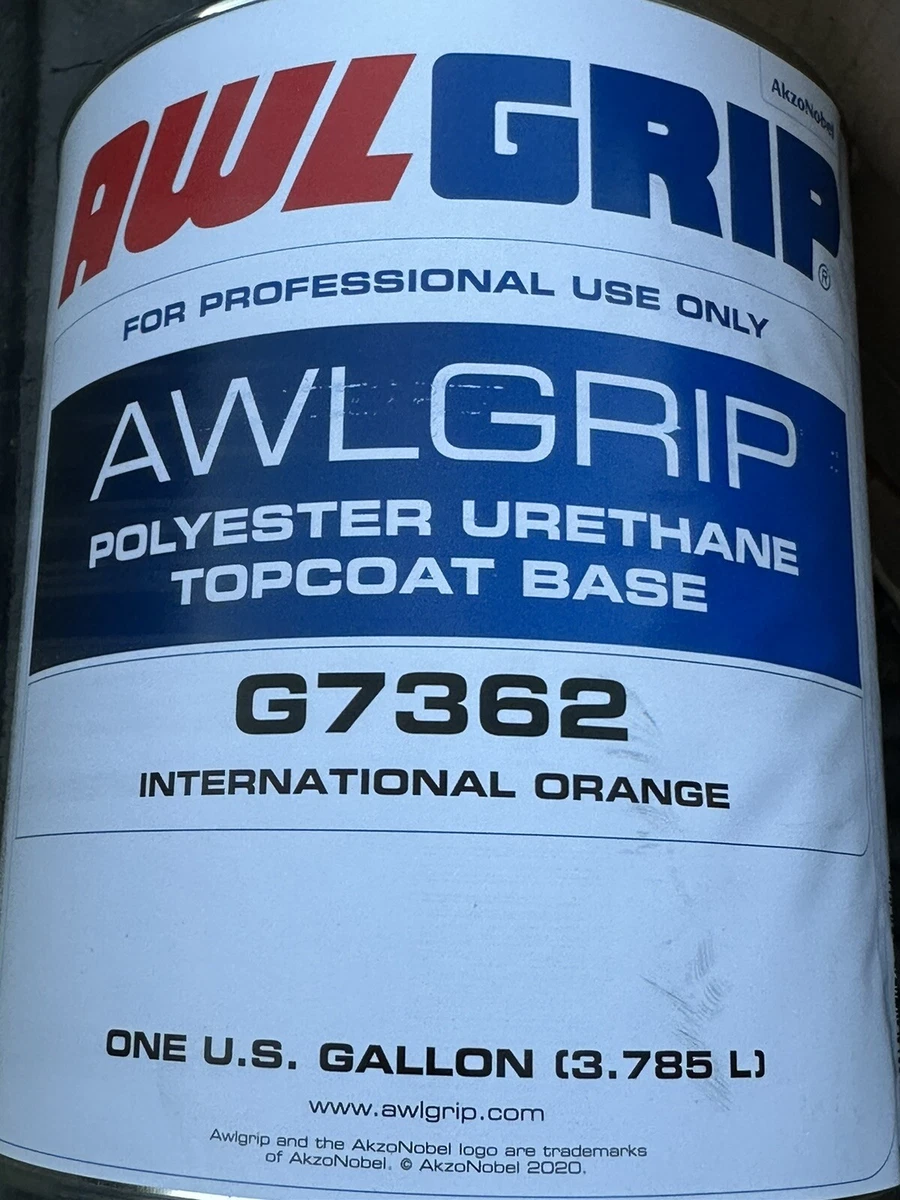 AkzoNobel
AWLGRIP®
FOR PROFESSIONAL USE ONLY
AWLGRIP
POLYESTER URETHANE
TOPCOAT BASE
G7362
INTERNATIONAL ORANGE
ONE U.S. GALLON (3.785 L)
www.awlgrip.com
Awlgrip and the AkzoNobel logo are trademarks
of AkzoNobel. © AkzoNobel 2020.